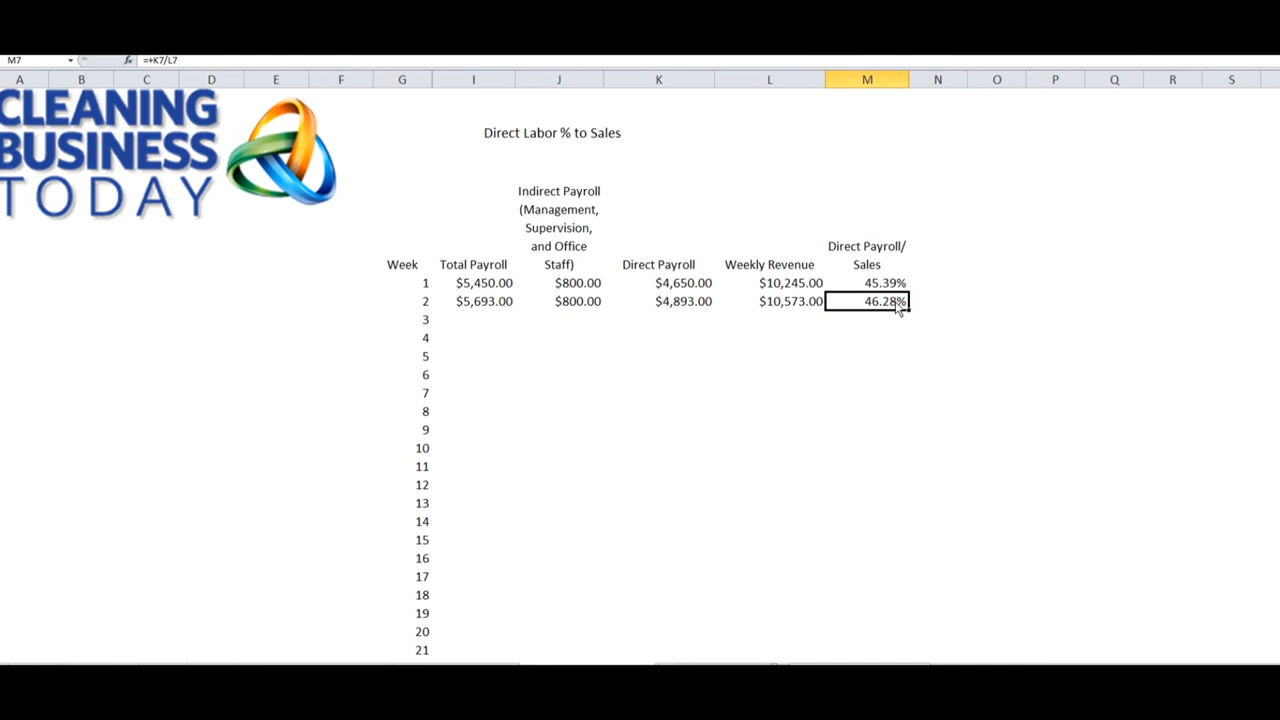 M7 fx =+K7/L7
A B C D E F G I J K L M N O P Q R S
CLEANING
BUSINESS
TODAY
Direct Labor % to Sales
Indirect Payroll
(Management,
Supervision,
and Office
Staff)
Direct Payroll/
Sales
Week Total Payroll Direct Payroll Weekly Revenue
1 $5,450.00 $800.00 $4,650.00 $10,245.00 45.39%
2 $5,693.00 $800.00 $4,893.00 $10,573.00 46.28%
3
4
5
6
7
8
9
10
11
12
13
14
15
16
17
18
19
20
21